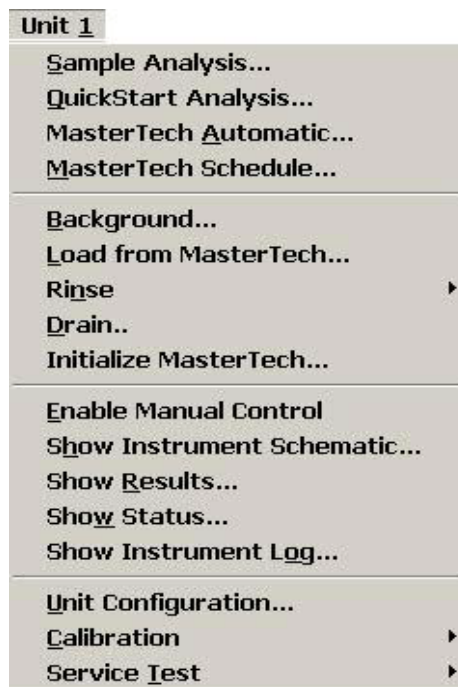 Unit 1
Sample Analysis...
QuickStart Analysis...
MasterTech Automatic...
MasterTech Schedule...
Background...
Load from MasterTech...
Rinse
Drain..
Initialize MasterTech...
Enable Manual Control
Show Instrument Schematic...
Show Results...
Show Status...
Show Instrument Log...
Unit Configuration...
Calibration
Service Test